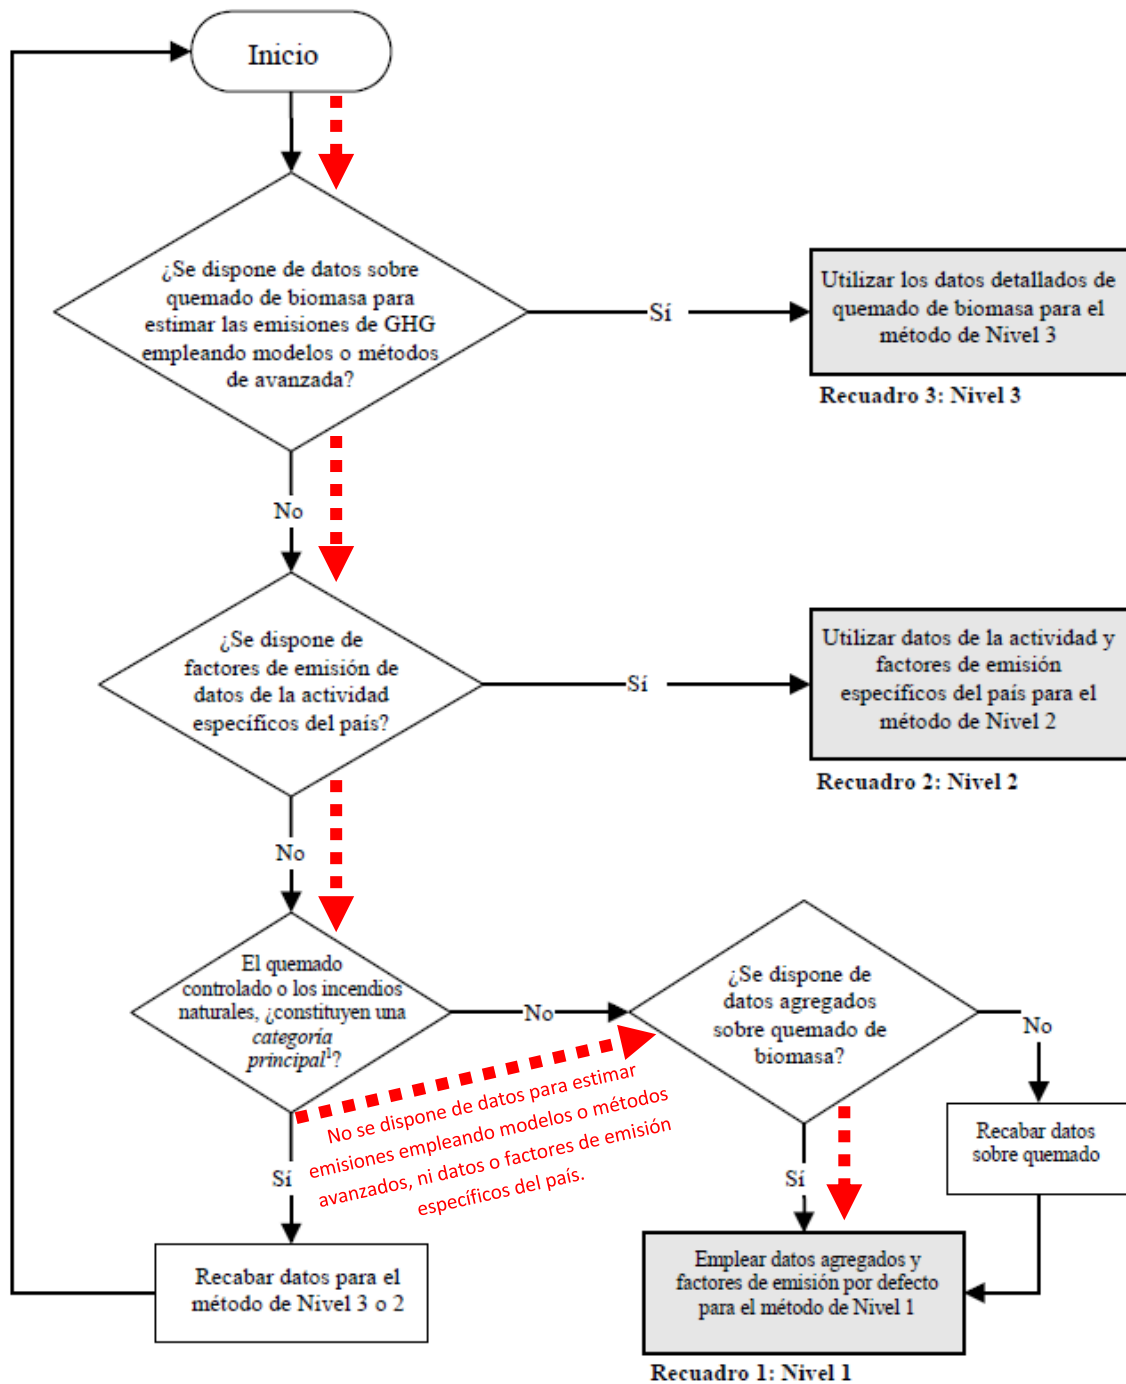 Inicio
¿Se dispone de datos sobre
quemado de biomasa para
estimar las emisiones de GHG
empleando modelos o métodos
de avanzada?
Sí
Utilizar los datos detallados de
quemado de biomasa para el
método de Nivel 3
Recuadro 3: Nivel 3
No
¿Se dispone de
factores de emisión de
datos de la actividad
específicos del país?
Sí
Utilizar datos de la actividad y
factores de emisión
específicos del país para el
método de Nivel 2
Recuadro 2: Nivel 2
No
El quemado
controlado o los incendios
naturales, ¿constituyen una
categoría
principal¹?
No
¿Se dispone de
datos agregados
sobre quemado de
biomasa?
No
Recabar datos
sobre quemado
No se dispone de datos para estimar
emisiones empleando modelos o métodos
avanzados, ni datos o factores de emisión
específicos del país.
Sí
Sí
Recabar datos para el
método de Nivel 3 o 2
Emplear datos agregados y
factores de emisión por defecto
para el método de Nivel 1
Recuadro 1: Nivel 1